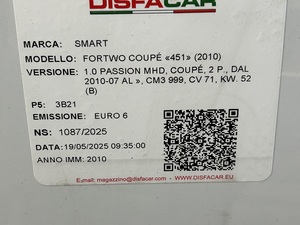 DISFACAR
MARCA: SMART
MODELLO: FORTWO COUPÉ «451» (2010)
VERSIONE: 1.0 PASSION MHD, COUPÉ, 2 P., DAL
2010-07 AL », CM3 999, CV 71, KW. 52
(B)
P5: 3B21
EMISSIONE: EURO 6
NS: 1087/2025
DATA:19/05/2025 09:35:00
ANNO IMM: 2010
E-mail: magazzino@disfacar.com
WWW.DISFACAR.EU